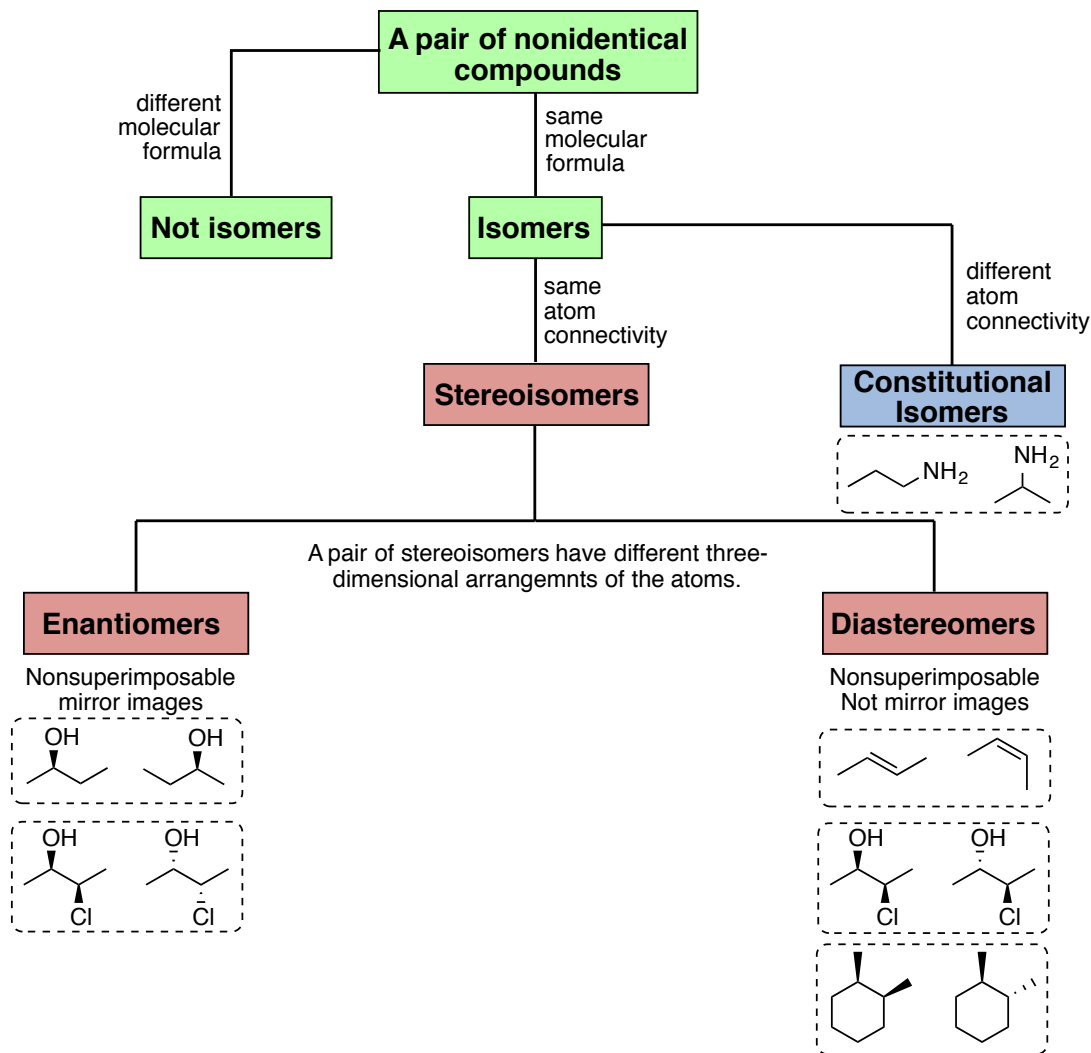 A pair of nonidentical
compounds
different
molecular
formula
same
molecular
formula
Not isomers
Isomers
same
atom
connectivity
different
atom
connectivity
Stereoisomers
Constitutional
Isomers
NH2
NH2
A pair of stereoisomers have different three-
dimensional arrangemnts of the atoms.
Enantiomers
Diastereomers
Nonsuperimposable
mirror images
Nonsuperimposable
Not mirror images
OH
OH
OH
OH
Cl
Cl
OH
OH
Cl
Cl